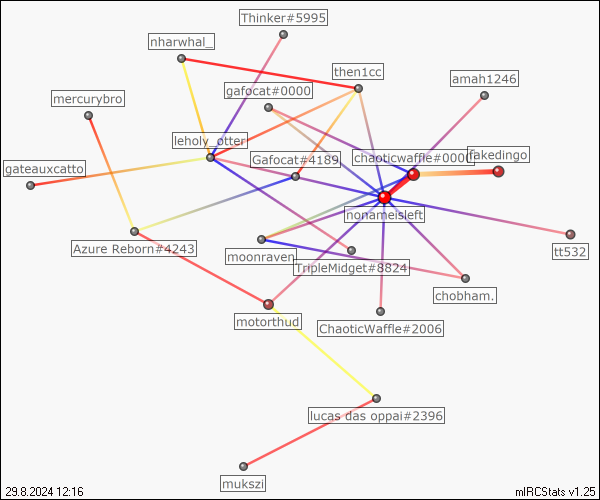 Thinker#5995
nharwhal_
then1cc
amah1246
gafocat#0000
mercurybro
leholy_otter
Gafocat#4189
chaoticwaffle#0000
fakedingo
gateauxcatto
nonameisleft
Azure Reborn#4243
moonraven.
TripleMidget#8824
tt532
chobham.
motorthud
ChaoticWaffle#2006
lucas das oppai#2396
mukszi
29.8.2024 12:16
mIRCStats v1.25